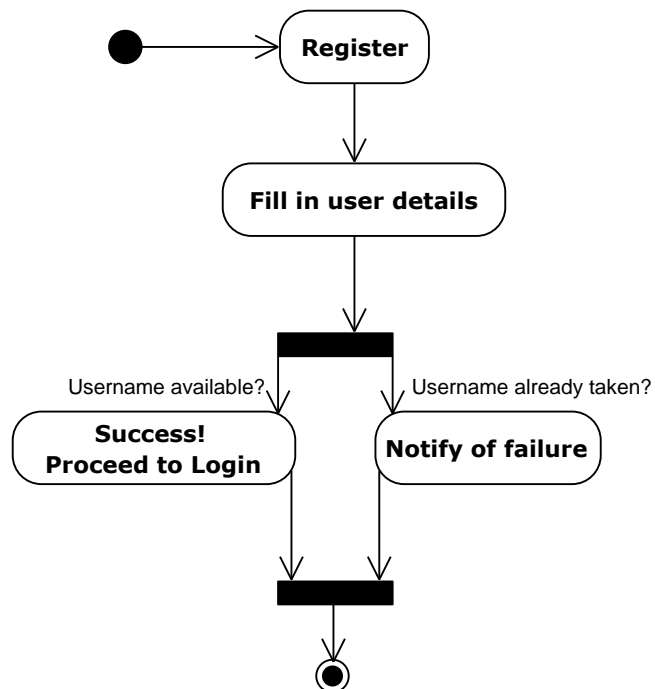 Register
Fill in user details
Username available?
Username already taken?
Success!
Proceed to Login
Notify of failure